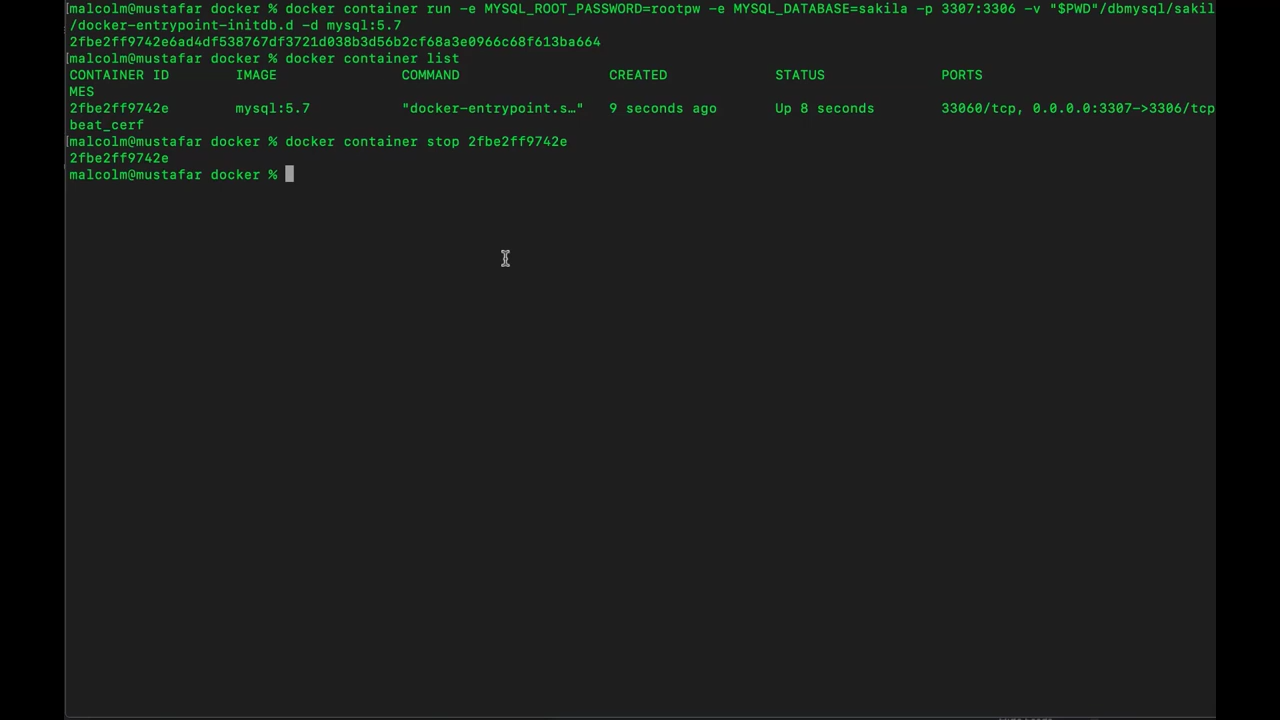 [malcolm@mustafar docker % docker container run -e MYSQL_ROOT_PASSWORD=rootpw -e MYSQL_DATABASE=sakila -p 3307:3306 -v "$PWD"/dbmysql/sakil
/docker-entrypoint-initdb.d -d mysql:5.7
2fbe2ff9742e6ad4df538767df3721d038b3d56b2cf68a3e0966c68f613ba664
[malcolm@mustafar docker % docker container list
CONTAINER ID IMAGE COMMAND CREATED STATUS PORTS
MES
2fbe2ff9742e mysql:5.7 "docker-entrypoint.s…" 9 seconds ago Up 8 seconds 33060/tcp, 0.0.0.0:3307->3306/tcp
beat_cerf
[malcolm@mustafar docker % docker container stop 2fbe2ff9742e
2fbe2ff9742e
malcolm@mustafar docker %